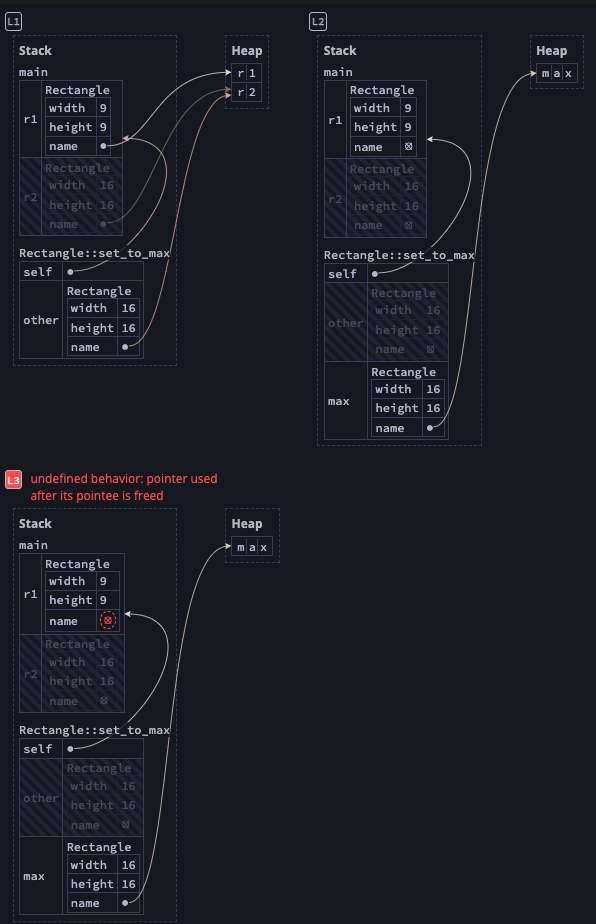 L1
Stack
Heap
main
r1
Rectangle
width 9
height 9
name
r2
Rectangle
width 16
height 16
name
r 1
r 2
Rectangle::set_to_max
self
other
Rectangle
width 16
height 16
name
L2
Stack
Heap
main
r1
Rectangle
width 9
height 9
name ⊠
r2
Rectangle
width 16
height 16
name ⊠
m a x
Rectangle::set_to_max
self
other
Rectangle
width 16
height 16
name ⊠
max
Rectangle
width 16
height 16
name
L3
undefined behavior: pointer used
after its pointee is freed
Stack
Heap
main
r1
Rectangle
width 9
height 9
name ⊠
r2
Rectangle
width 16
height 16
name ⊠
m a x
Rectangle::set_to_max
self
other
Rectangle
width 16
height 16
name ⊠
max
Rectangle
width 16
height 16
name